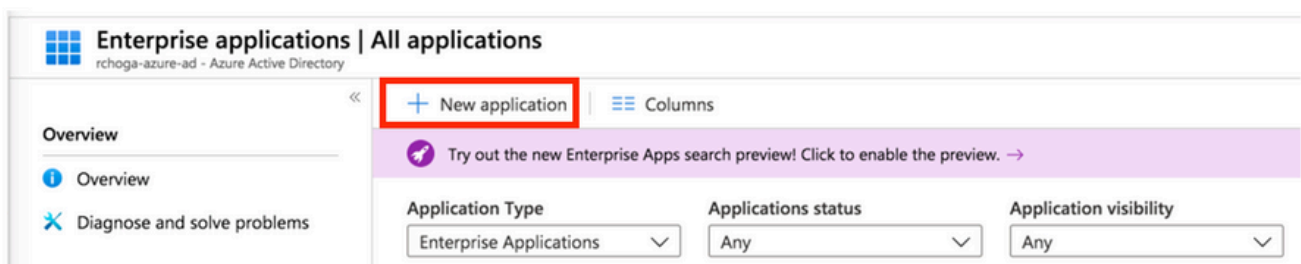 Enterprise applications | All applications
rchoga-azure-ad - Azure Active Directory
«
+ New application
Columns
Overview
Try out the new Enterprise Apps search preview! Click to enable the preview. →
Overview
Diagnose and solve problems
Application Type
Applications status
Application visibility
Enterprise Applications
Any
Any